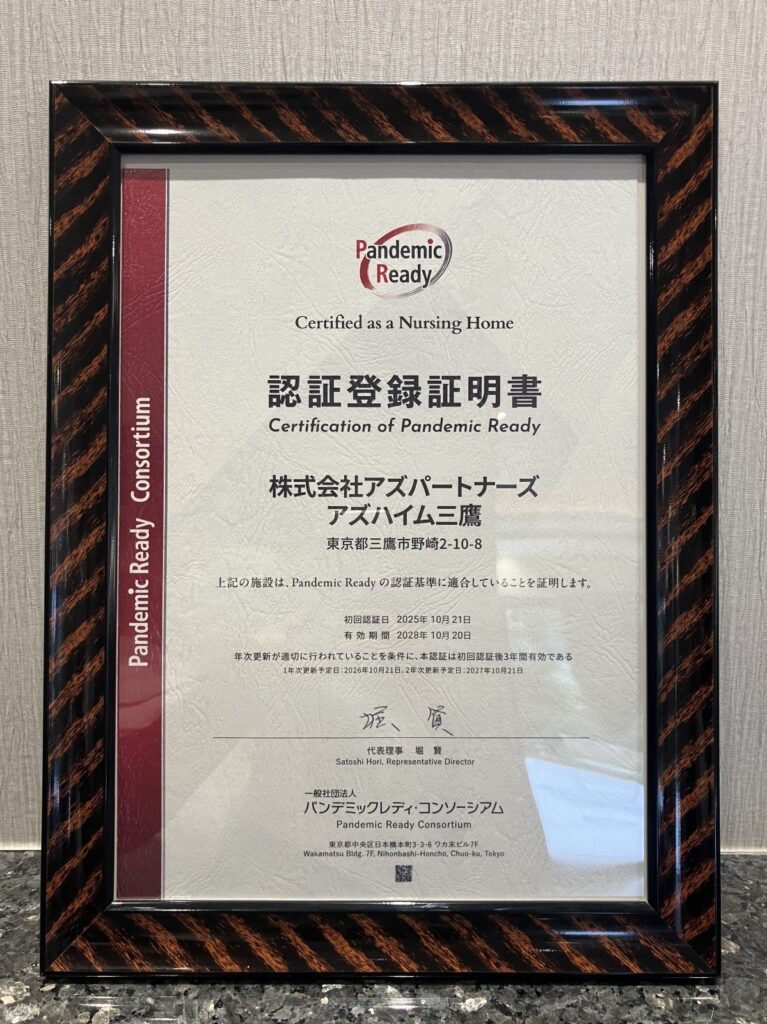 Pandemic Ready
Certified as a Nursing Home
認証登録証明書
Certification of Pandemic Ready
株式会社アズパートナーズ
アズハイム三鷹
東京都三鷹市野崎2-10-8
上記の施設は、Pandemic Ready の認証基準に適合していることを証明します。
初回認証日 2025年10月21日
有効期間 2028年10月20日
年次更新が適切に行われていることを条件に、本認証は初回認証後3年間有効である
1年次更新予定日：2026年10月21日、2年次更新予定日：2027年10月21日
堀 賢
代表理事 堀 賢
Satoshi Hori, Representative Director
一般社団法人
パンデミックレディ・コンソーシアム
Pandemic Ready Consortium
東京都中央区日本橋本町3-3-6 ワカ末ビル7F
Wakamatsu Bldg. 7F, Nihonbashi-Honcho, Chuo-ku, Tokyo
Pandemic Ready Consortium